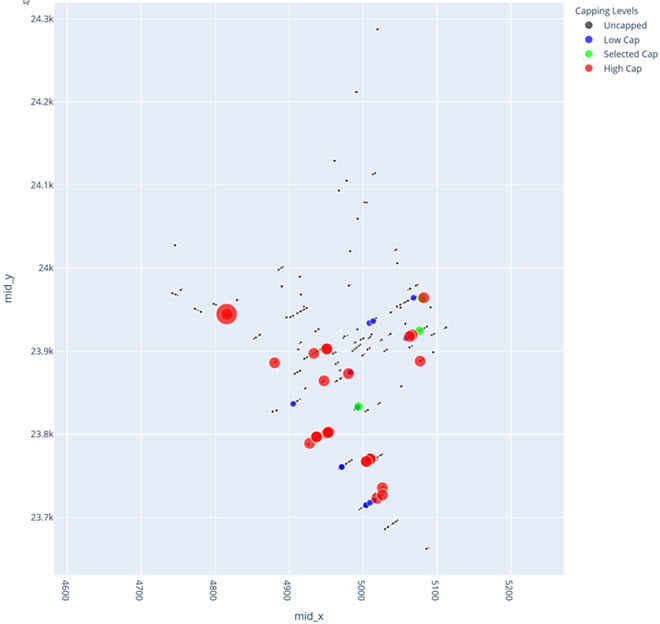 Capping Levels
Uncapped
Low Cap
Selected Cap
High Cap
24.3k
24.2k
24.1k
24k
23.9k
23.8k
23.7k
mid_y
4600
4700
4800
4900
5000
5100
5200
mid_x